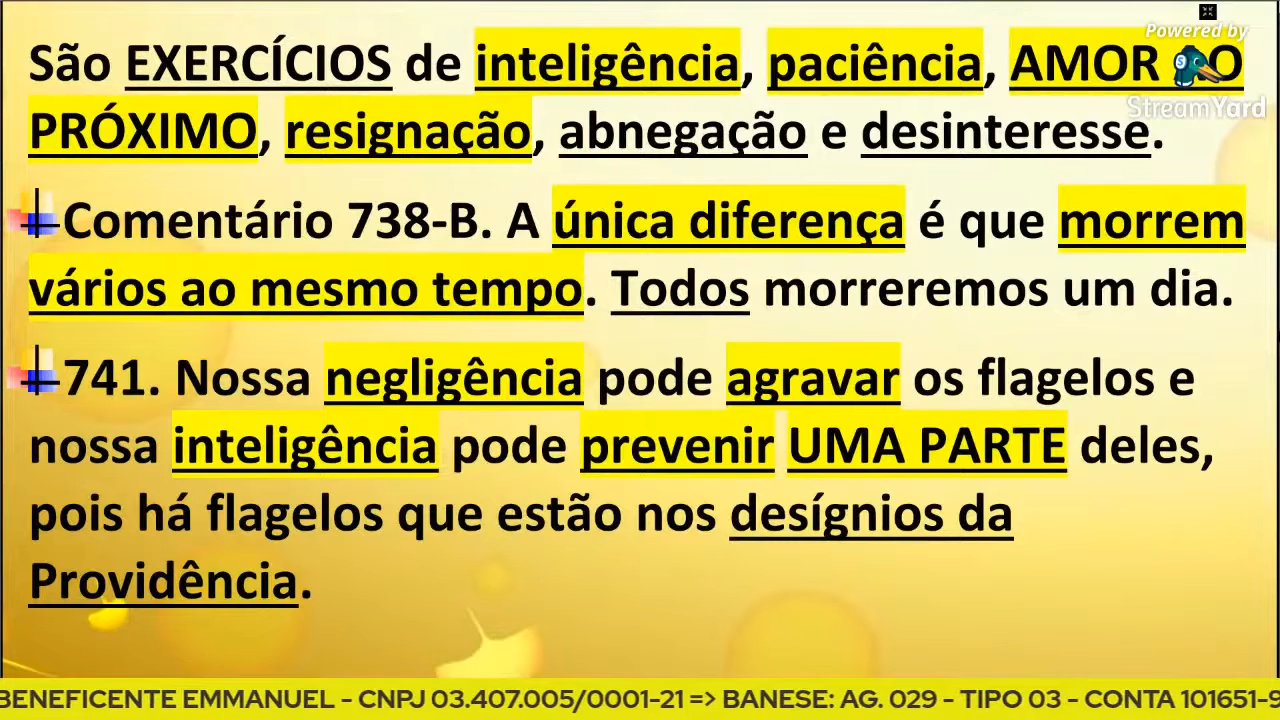 São EXERCÍCIOS de inteligência, paciência, AMOR AO
PRÓXIMO, resignação, abnegação e desinteresse.
Comentário 738-B. A única diferença é que morrem
vários ao mesmo tempo. Todos morreremos um dia.
741. Nossa negligência pode agravar os flagelos e
nossa inteligência pode prevenir UMA PARTE deles,
pois há flagelos que estão nos desígnios da
Providência.
Powered by
StreamYard
BENEFICENTE EMMANUEL - CNPJ 03.407.005/0001-21 => BANESE: AG. 029 - TIPO 03 - CONTA 101651-9